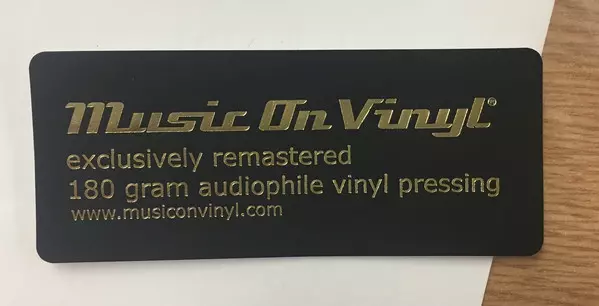 Music On Vinyl®
exclusively remastered
180 gram audiophile vinyl pressing
www.musiconvinyl.com